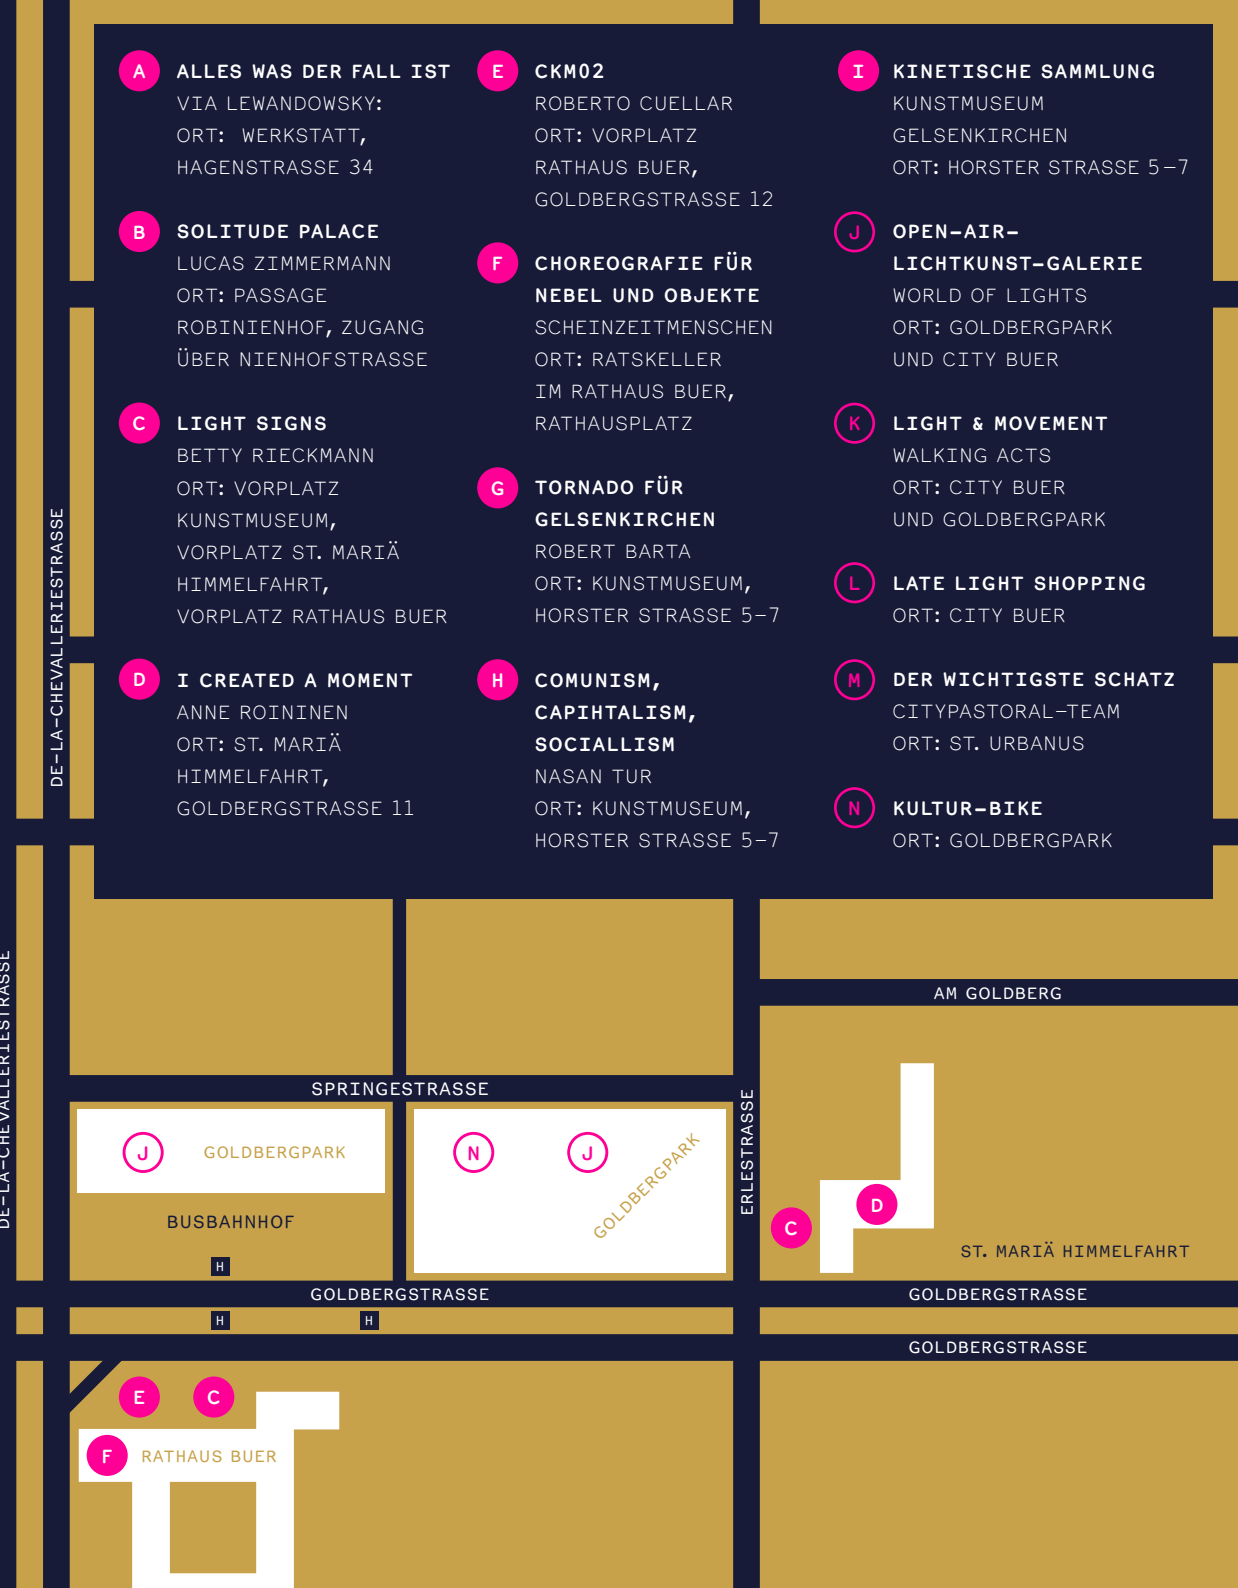 A ALLES WAS DER FALL IST
VIA LEWANDOWSKY:
ORT: WERKSTATT,
HAGENSTRASSE 34
B SOLITUDE PALACE
LUCAS ZIMMERMANN
ORT: PASSAGE
ROBINIENHOF, ZUGANG
ÜBER NIENHOFSTRASSE
C LIGHT SIGNS
BETTY RIECKMANN
ORT: VORPLATZ
KUNSTMUSEUM,
VORPLATZ ST. MARIÄ
HIMMELFAHRT,
VORPLATZ RATHAUS BUER
D I CREATED A MOMENT
ANNE ROININEN
ORT: ST. MARIÄ
HIMMELFAHRT,
GOLDBERGSTRASSE 11
E CKM02
ROBERTO CUELLAR
ORT: VORPLATZ
RATHAUS BUER,
GOLDBERGSTRASSE 12
F CHOREOGRAFIE FÜR
NEBEL UND OBJEKTE
SCHEINZEITMENSCHEN
ORT: RATSKELLER
IM RATHAUS BUER,
RATHAUSPLATZ
G TORNADO FÜR
GELSENKIRCHEN
ROBERT BARTA
ORT: KUNSTMUSEUM,
HORSTER STRASSE 5–7
H COMUNISM,
CAPIHTALISM,
SOCIALLISM
NASAN TUR
ORT: KUNSTMUSEUM,
HORSTER STRASSE 5–7
I KINETISCHE SAMMLUNG
KUNSTMUSEUM
GELSENKIRCHEN
ORT: HORSTER STRASSE 5–7
J OPEN-AIR-
LICHTKUNST-GALERIE
WORLD OF LIGHTS
ORT: GOLDBERGPARK
UND CITY BUER
K LIGHT & MOVEMENT
WALKING ACTS
ORT: CITY BUER
UND GOLDBERGPARK
L LATE LIGHT SHOPPING
ORT: CITY BUER
M DER WICHTIGSTE SCHATZ
CITYPASTORAL-TEAM
ORT: ST. URBANUS
N KULTUR-BIKE
ORT: GOLDBERGPARK
DE-LA-CHEVALLERIESTRASSE
DE-LA-CHEVALLERIESTRASSE
AM GOLDBERG
SPRINGESTRASSE
ERLESTRASSE
J GOLDBERGPARK
N J
GOLDBERGPARK
BUSBAHNHOF
C D
ST. MARIÄ HIMMELFAHRT
H
GOLDBERGSTRASSE
GOLDBERGSTRASSE
H H
GOLDBERGSTRASSE
E C
F RATHAUS BUER